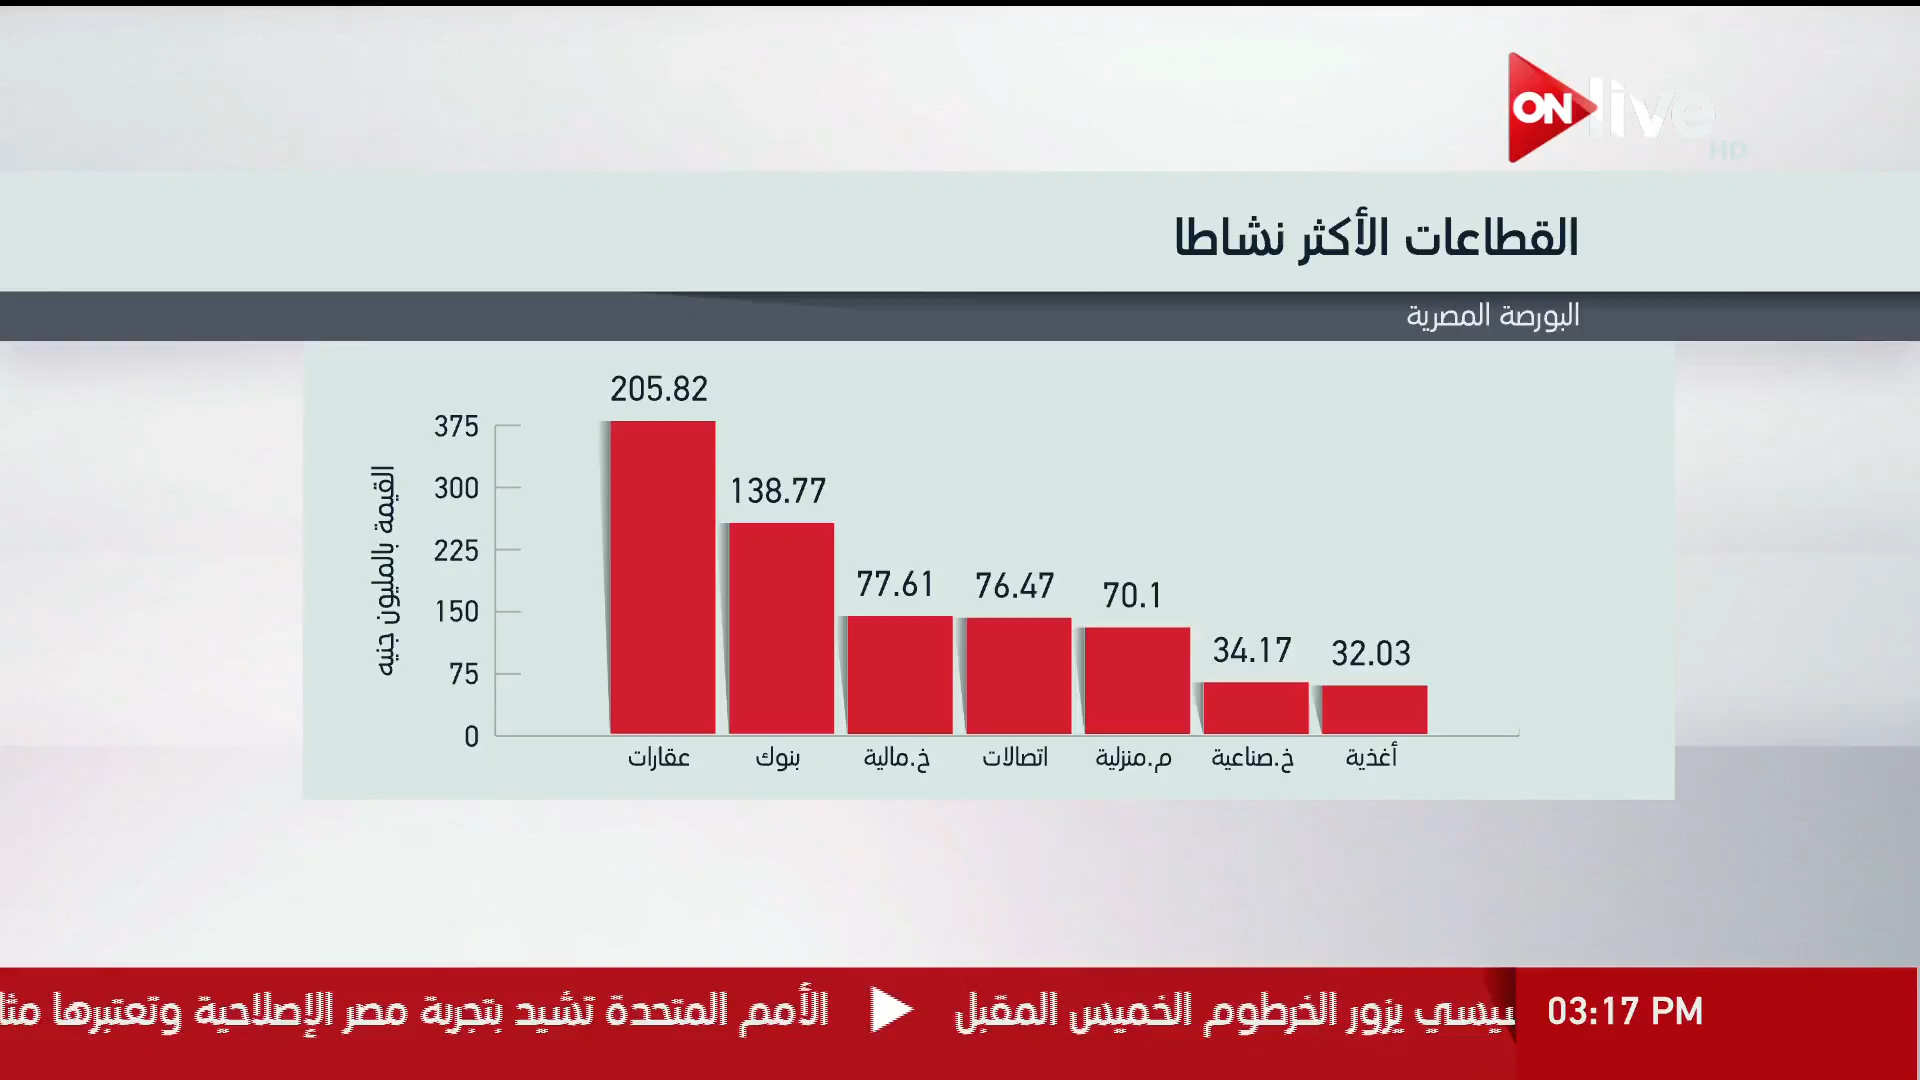 ON live
HD
القطاعات الأكثر نشاطا
البورصة المصرية
القيمة بالمليون جنيه
375
300
225
150
75
0
205.82
138.77
77.61
76.47
70.1
34.17
32.03
عقارات
بنوك
خ.مالية
اتصالات
م.منزلية
خ.صناعية
أغذية
03:17 PM
يزور الخرطوم الخميس المقبل
الأمم المتحدة تشيد بتجربة مصر الإصلاحية وتعتبرها